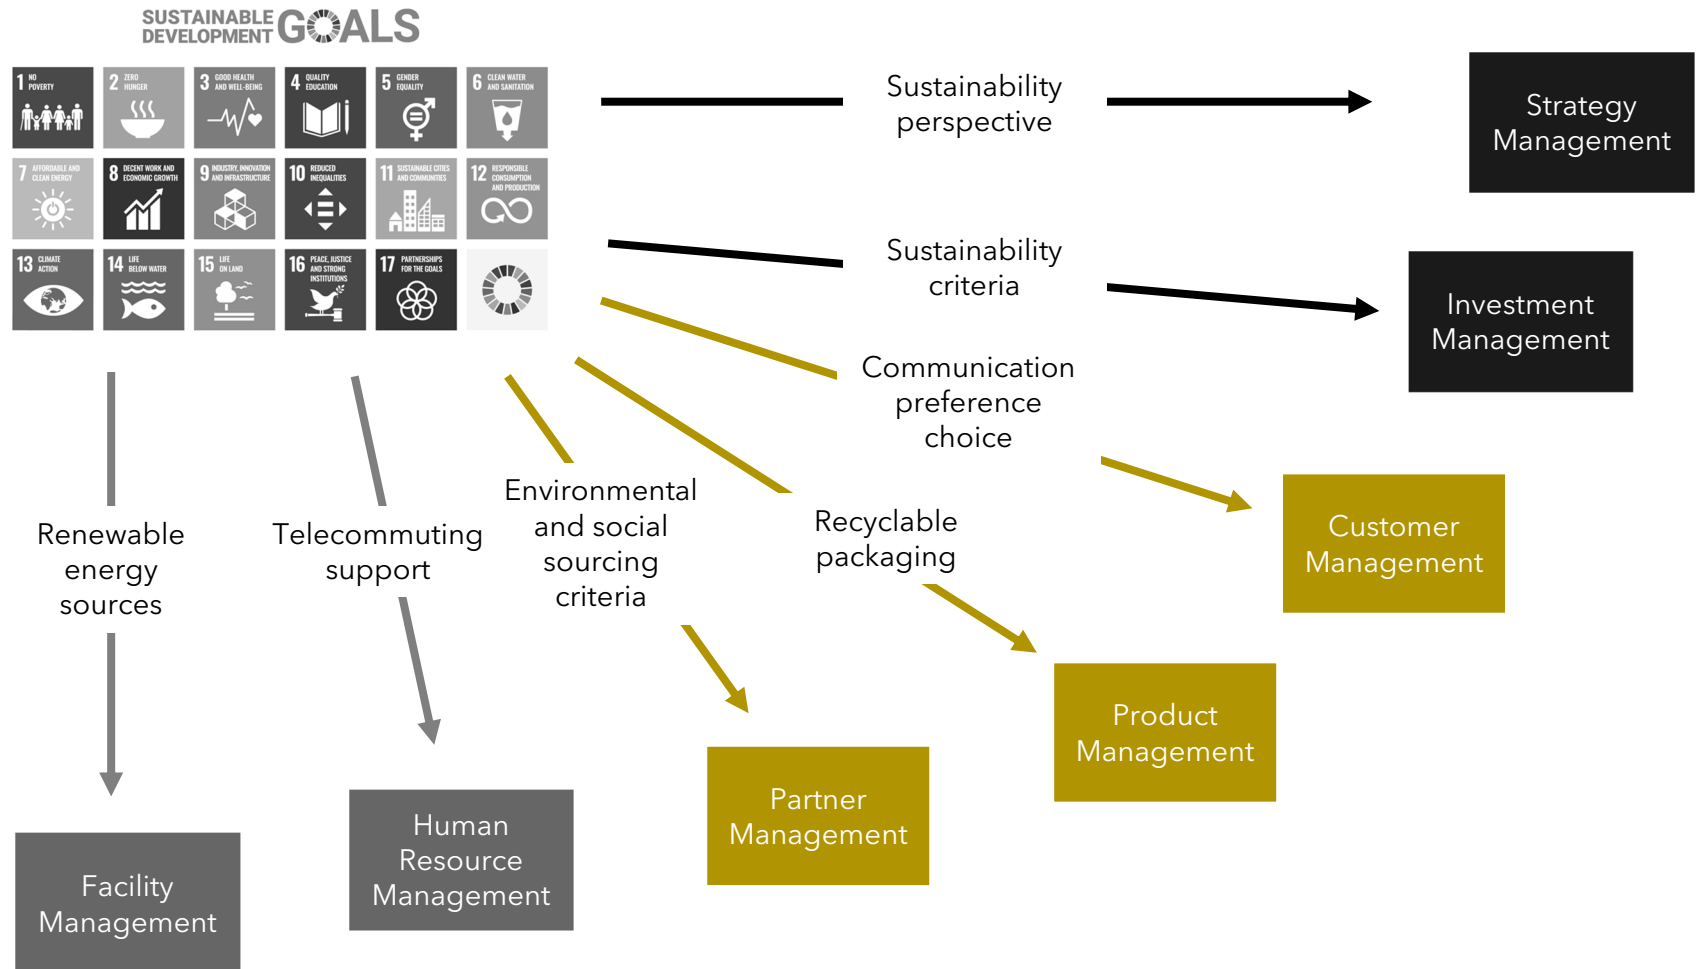 SUSTAINABLE
DEVELOPMENT GOALS
1 NO
POVERTY
2 ZERO
HUNGER
3 GOOD HEALTH
AND WELL-BEING
4 QUALITY
EDUCATION
5 GENDER
EQUALITY
6 CLEAN WATER
AND SANITATION
7 AFFORDABLE AND
CLEAN ENERGY
8 DECENT WORK AND
ECONOMIC GROWTH
9 INDUSTRY, INNOVATION
AND INFRASTRUCTURE
10 REDUCED
INEQUALITIES
11 SUSTAINABLE CITIES
AND COMMUNITIES
12 RESPONSIBLE
CONSUMPTION
AND PRODUCTION
13 CLIMATE
ACTION
14 LIFE
BELOW WATER
15 LIFE
ON LAND
16 PEACE, JUSTICE
AND STRONG
INSTITUTIONS
17 PARTNERSHIPS
FOR THE GOALS
Sustainability
perspective
Strategy
Management
Sustainability
criteria
Investment
Management
Communication
preference
choice
Customer
Management
Recyclable
packaging
Product
Management
Environmental
and social
sourcing
criteria
Partner
Management
Telecommuting
support
Human
Resource
Management
Renewable
energy
sources
Facility
Management